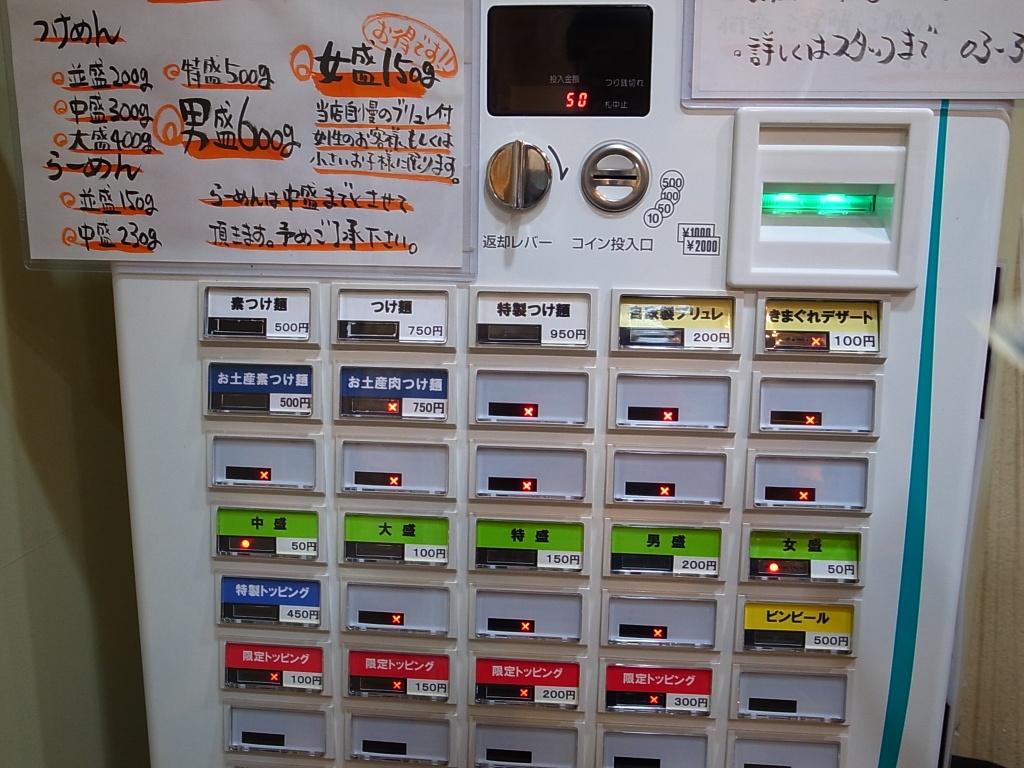 つけめん
並盛200g
中盛300g
大盛400g
特盛500g
男盛600g
お得です!!
女盛150g
当店自慢のブリュレ付
女性のお客様もしくは
小さいお子様に限ります。
らーめん
並盛150g
中盛230g
らーめんは中盛までとさせて
頂きます。予めご了承下さい。
投入金額
つり銭切れ
50
札中止
。詳しくはスタッフまで 03-3
返却レバー
コイン投入口
500
100
50
10
¥1000
¥2000
素つけ麺
500円
つけ麺
750円
特製つけ麺
950円
自家製ブリュレ
200円
きまぐれデザート
100円
お土産素つけ麺
500円
お土産肉つけ麺
750円
中盛
50円
大盛
100円
特盛
150円
男盛
200円
女盛
50円
特製トッピング
450円
ビンビール
500円
限定トッピング
100円
限定トッピング
150円
限定トッピング
200円
限定トッピング
300円